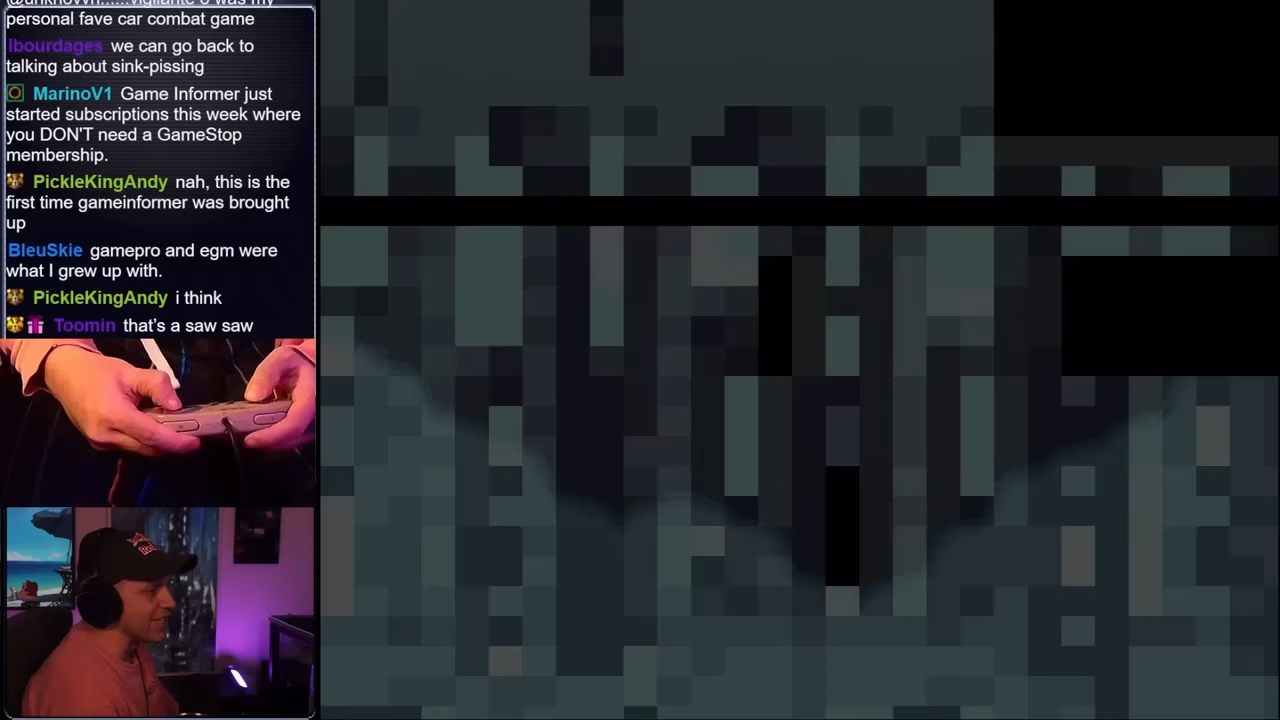 personal fave car combat game
lbourdages we can go back to
talking about sink-pissing
MarinoV1 Game Informer just
started subscriptions this week where
you DON'T need a GameStop
membership.
PickleKingAndy nah, this is the
first time gameinformer was brought
up
BleuSkie gamepro and egm were
what I grew up with.
PickleKingAndy i think
Toomin that's a saw saw